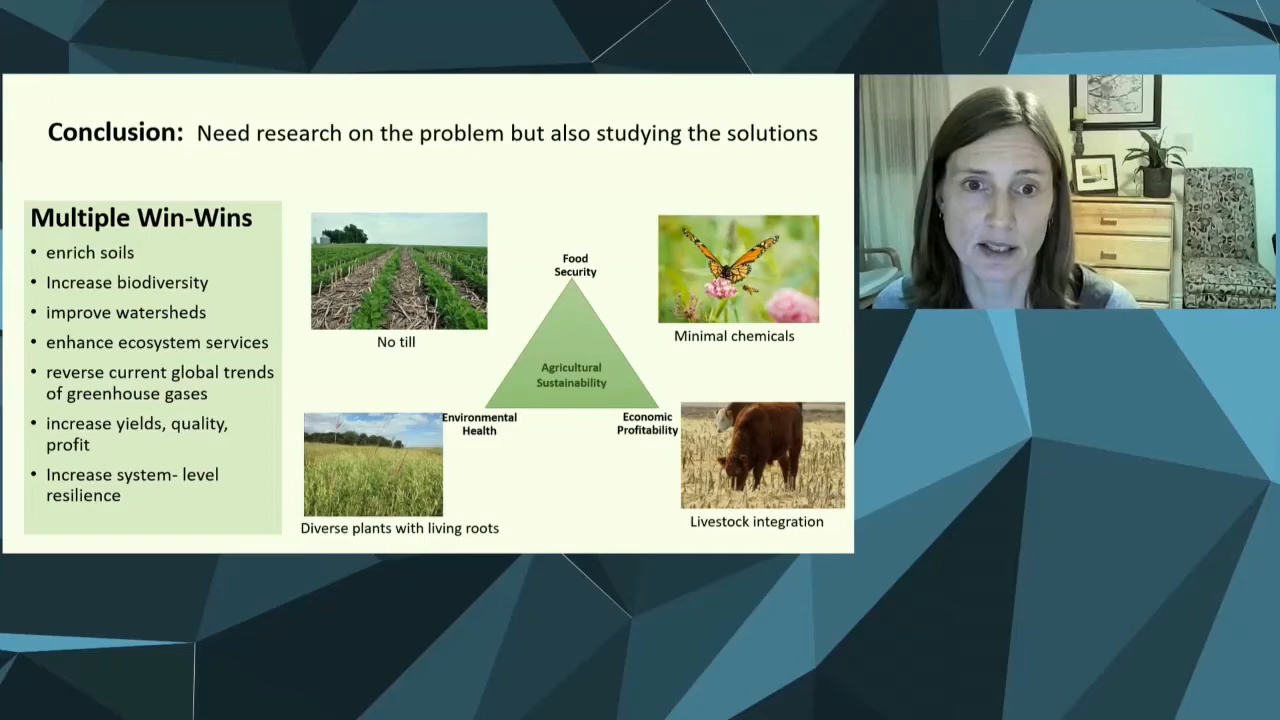 Conclusion: Need research on the problem but also studying the solutions
Multiple Win-Wins
• enrich soils
• Increase biodiversity
• improve watersheds
• enhance ecosystem services
• reverse current global trends
of greenhouse gases
• increase yields, quality,
profit
• Increase system- level
resilience
No till
Food
Security
Minimal chemicals
Agricultural
Sustainability
Environmental
Health
Economic
Profitability
Diverse plants with living roots
Livestock integration